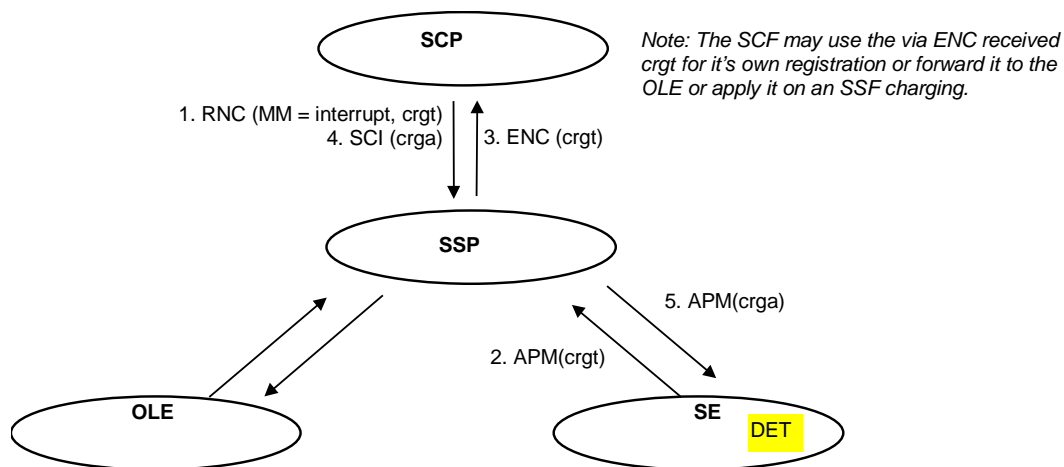 SCP
Note: The SCF may use the via ENC received
crgt for it's own registration or forward it to the
OLE or apply it on an SSF charging.
1. RNC (MM = interrupt, crgt)
4. SCI (crga)
3. ENC (crgt)
SSP
5. APM(crga)
2. APM(crgt)
OLE
SE
DET